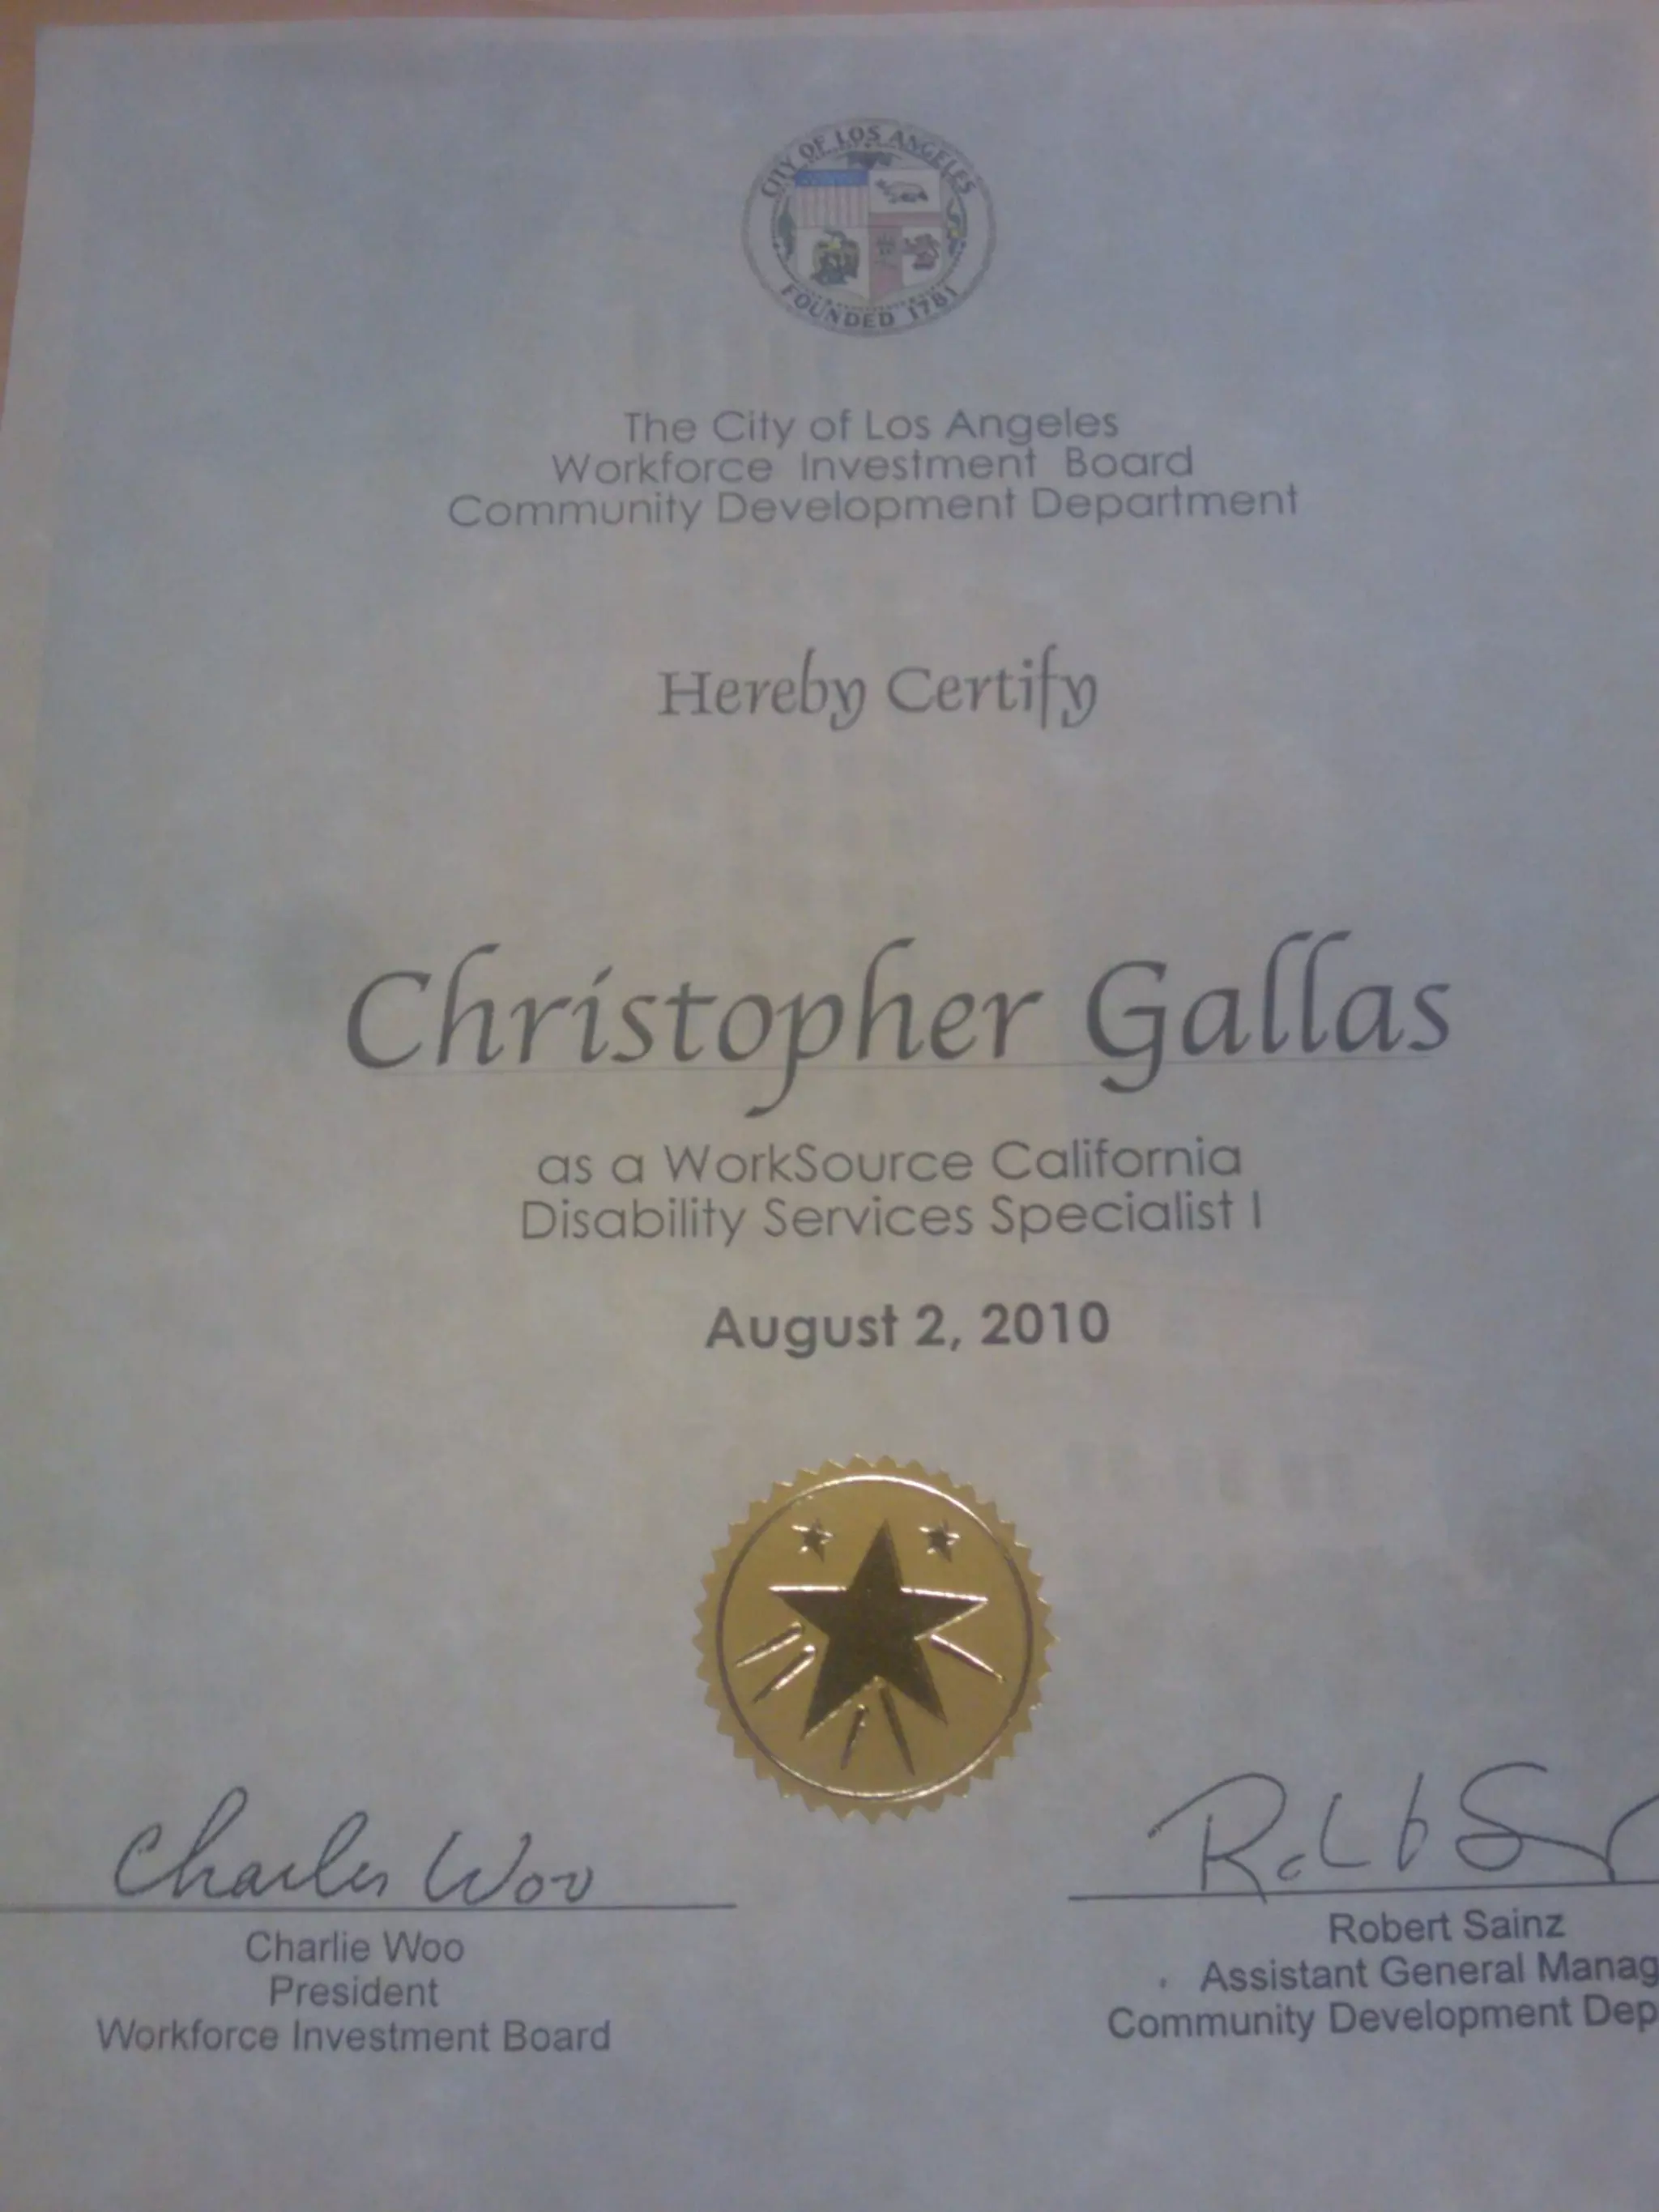 CITY OF LOS ANGELES
FOUNDED 1781
The City of Los Angeles
Workforce Investment Board
Community Development Department
Hereby Certify
Christopher Gallas
as a WorkSource California
Disability Services Specialist I
August 2, 2010
Charles Woo
Charlie Woo
President
Workforce Investment Board
Robert Sainz
Assistant General Manag
Community Development Dep